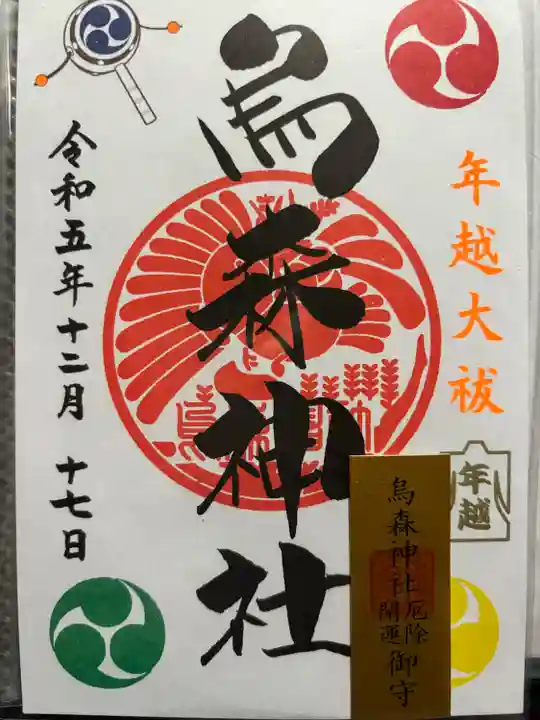 年越大祓
年越
烏森神社
令和五年十二月 十七日
烏森神社
厄除
開運
御守